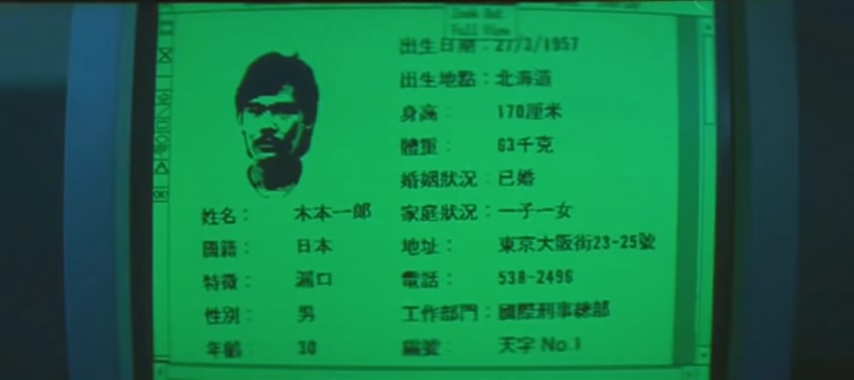 Zoom Out
Full View
出生日期：27/3/1957
出生地點：北海道
身高： 170厘米
體重： 63千克
婚姻狀況：已婚
姓名： 木本一郎 家庭狀況：一子一女
國籍： 日本 地址： 東京大阪街23-25號
特徵： 漏口 電話： 538-2496
性別： 男 工作部門：國際刑事總部
年齡 30 編號 天字 No.1
OK